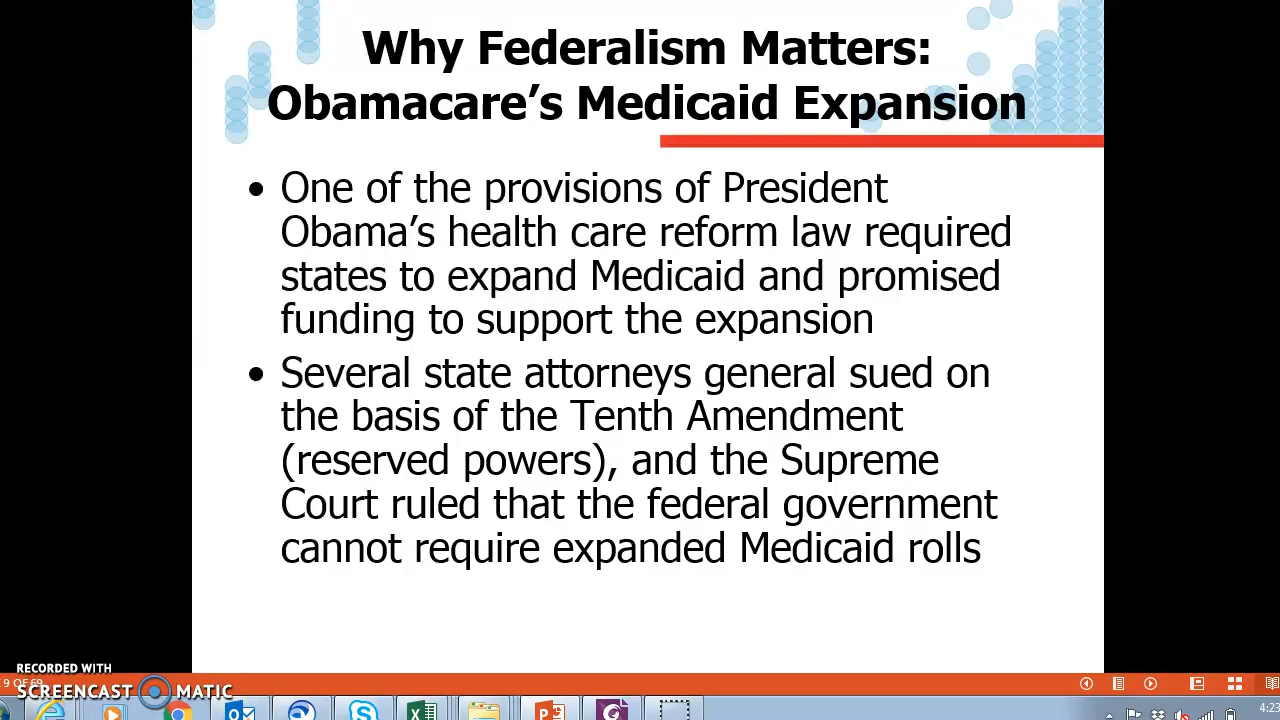 Why Federalism Matters:
Obamacare’s Medicaid Expansion
• One of the provisions of President
Obama’s health care reform law required
states to expand Medicaid and promised
funding to support the expansion
• Several state attorneys general sued on
the basis of the Tenth Amendment
(reserved powers), and the Supreme
Court ruled that the federal government
cannot require expanded Medicaid rolls
RECORDED WITH
SCREENCAST MATIC
4:23